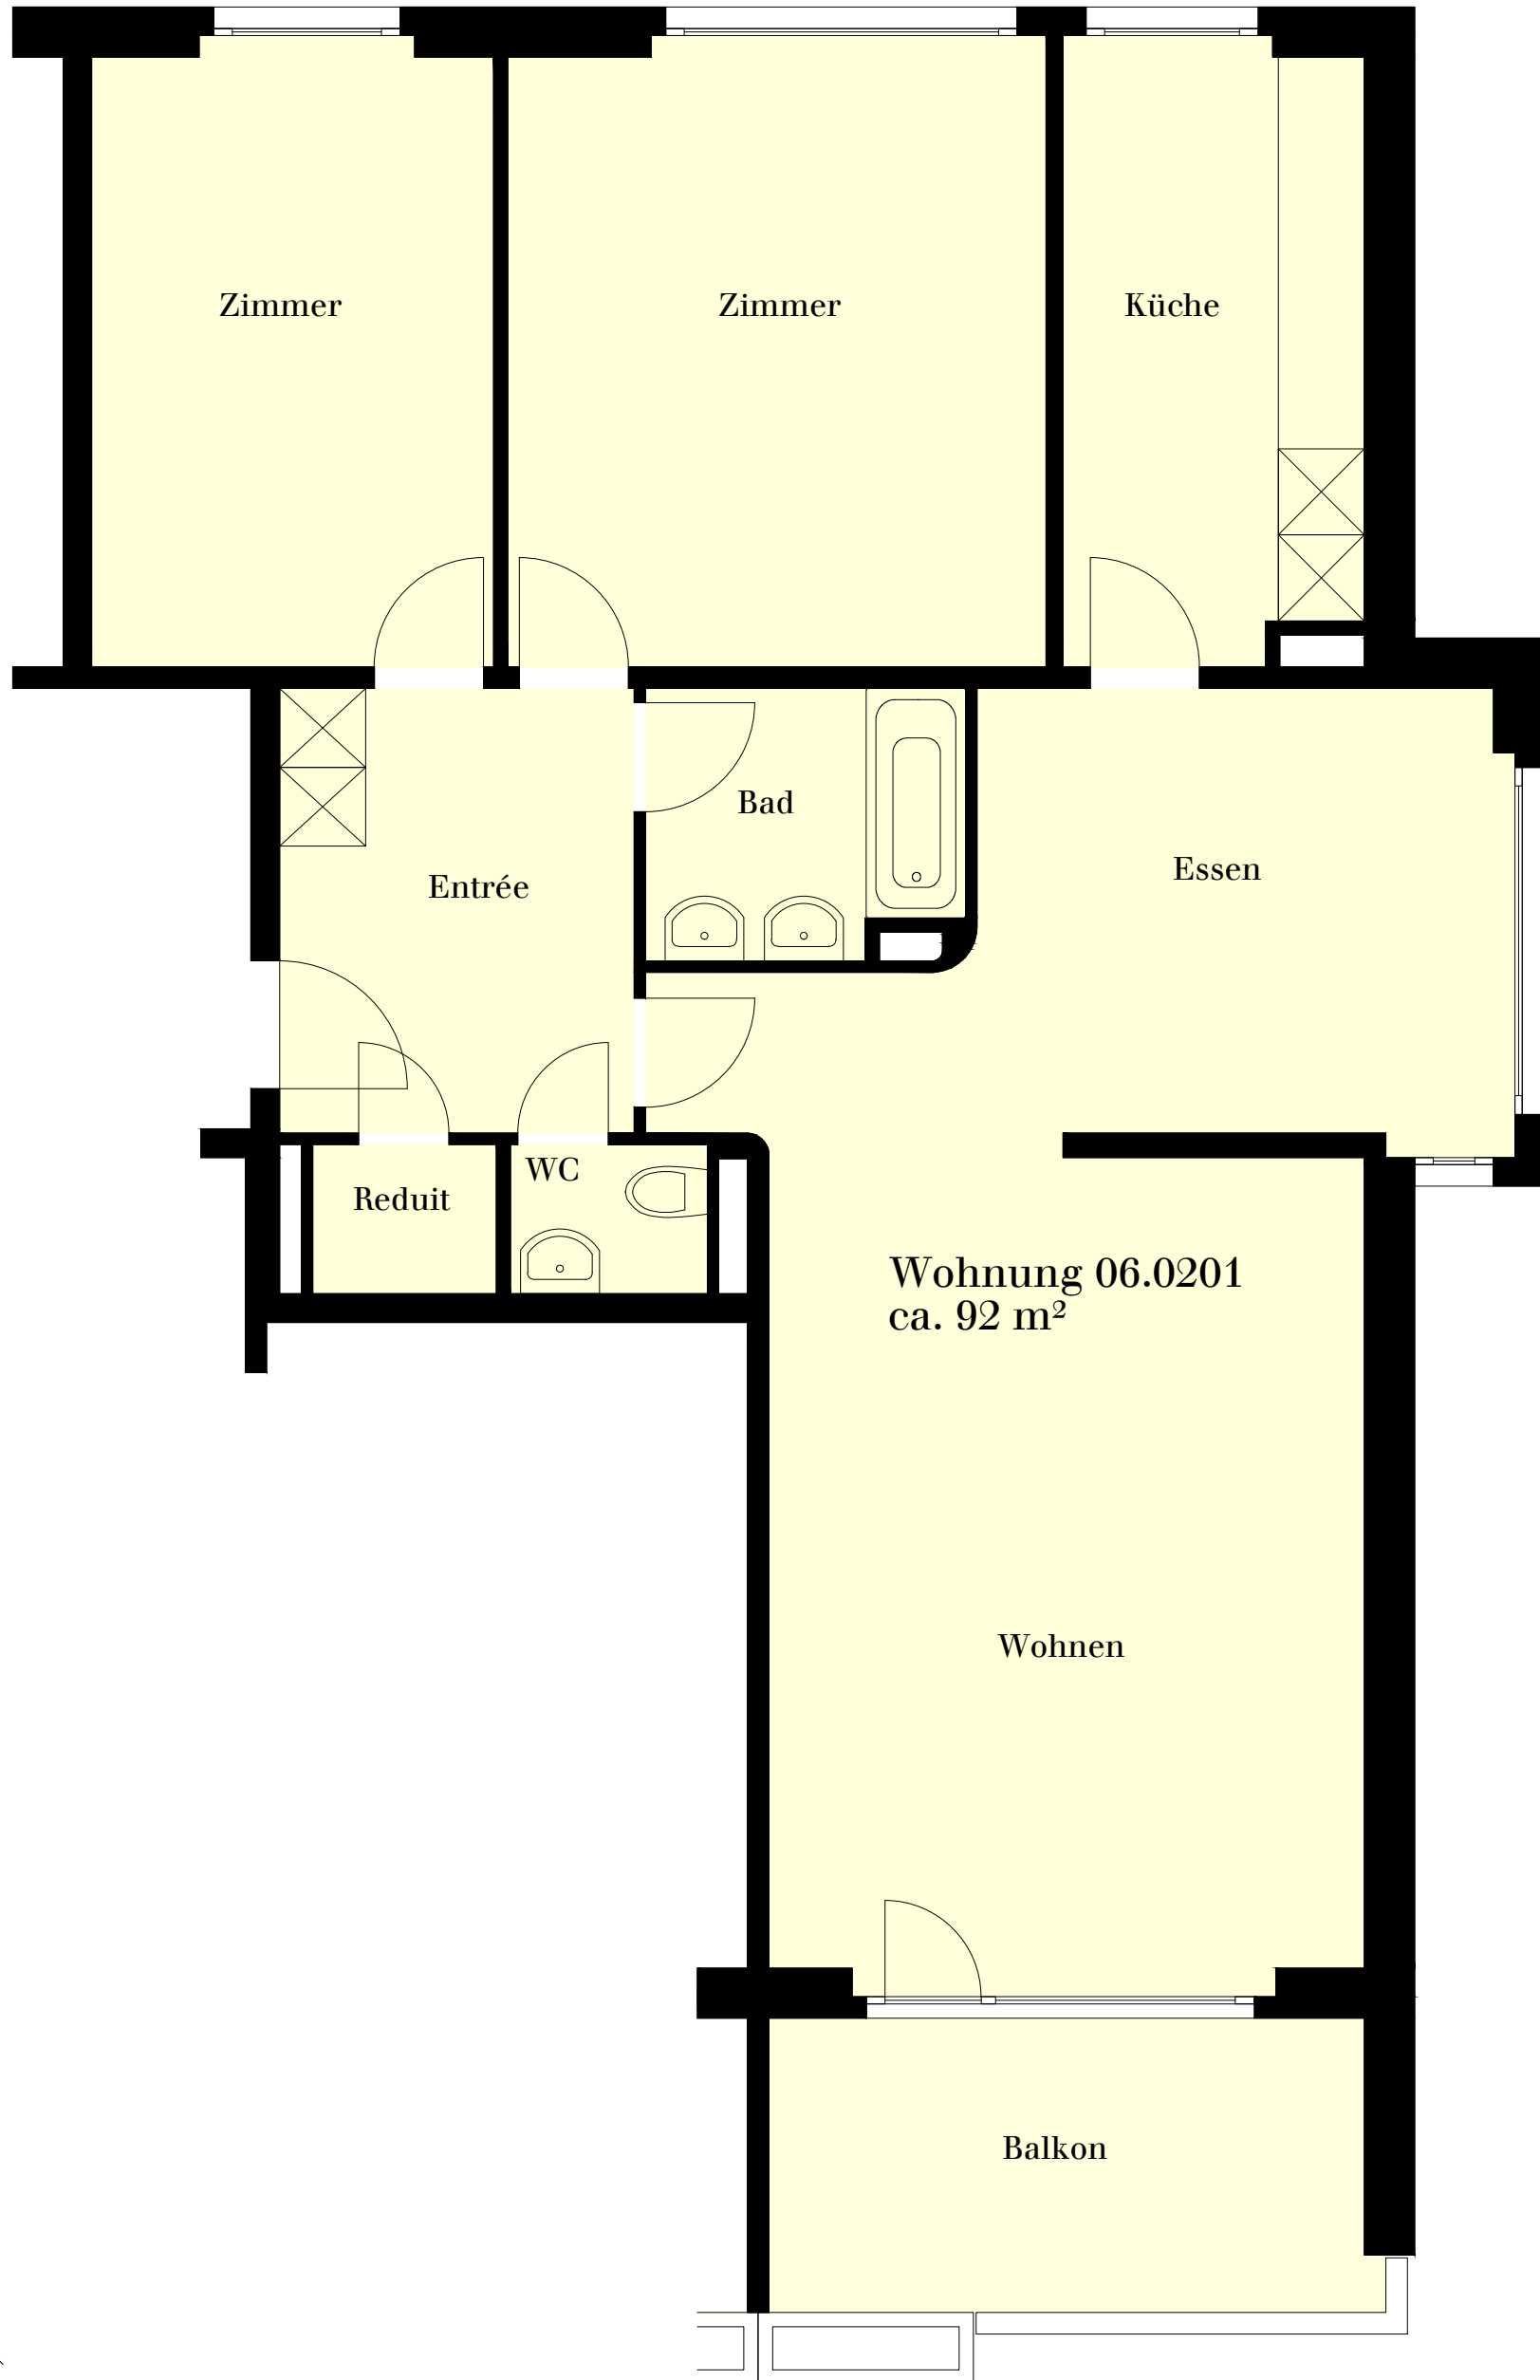 Zimmer
Zimmer
Küche
Bad
Essen
Entrée
WC
Reduit
Wohnung 06.0201
ca. 92 m²
Wohnen
Balkon